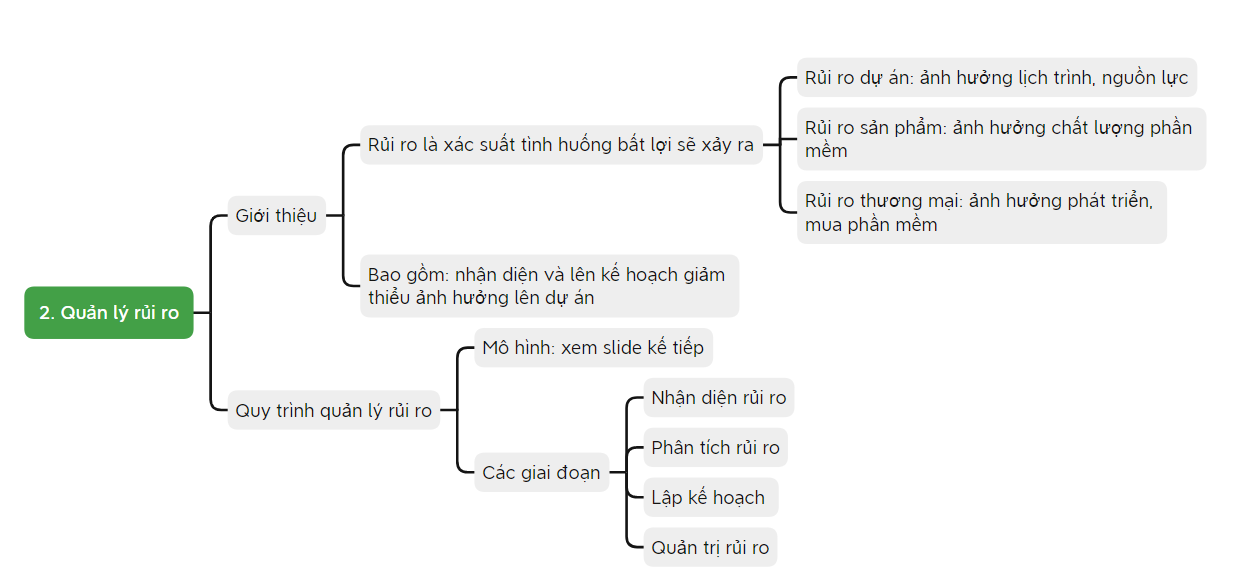 2. Quản lý rủi ro
Giới thiệu
Rủi ro là xác suất tình huống bất lợi sẽ xảy ra
Rủi ro dự án: ảnh hưởng lịch trình, nguồn lực
Rủi ro sản phẩm: ảnh hưởng chất lượng phần
mềm
Rủi ro thương mại: ảnh hưởng phát triển,
mua phần mềm
Bao gồm: nhận diện và lên kế hoạch giảm
thiểu ảnh hưởng lên dự án
Quy trình quản lý rủi ro
Mô hình: xem slide kế tiếp
Các giai đoạn
Nhận diện rủi ro
Phân tích rủi ro
Lập kế hoạch
Quản trị rủi ro